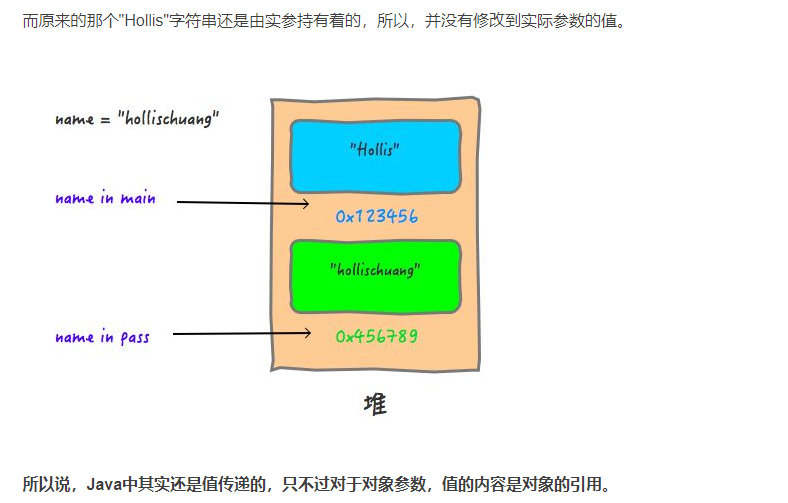 而原来的那个"Hollis"字符串还是由实参持有着的，所以，并没有修改到实际参数的值。
name = "hollischuang"
"Hollis"
name in main
0x123456
"hollischuang"
name in pass
0x456789
堆
所以说，Java中其实还是值传递的，只不过对于对象参数，值的内容是对象的引用。